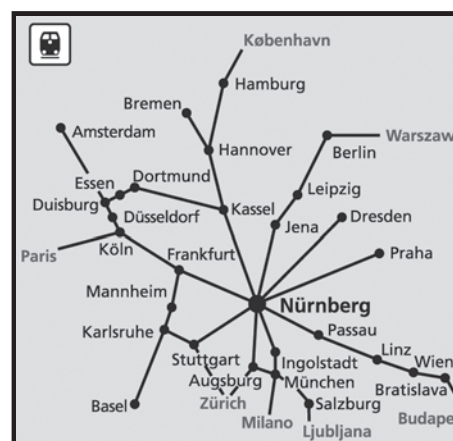 København
Hamburg
Bremen
Amsterdam
Hannover
Warszaw
Berlin
Essen
Dortmund
Leipzig
Duisburg
Kassel
Düsseldorf
Jena
Dresden
Paris
Köln
Frankfurt
Praha
Mannheim
Nürnberg
Karlsruhe
Passau
Stuttgart
Ingolstadt
Linz
Wien
Augsburg
München
Bratislava
Basel
Zürich
Salzburg
Milano
Budape
Ljubljana